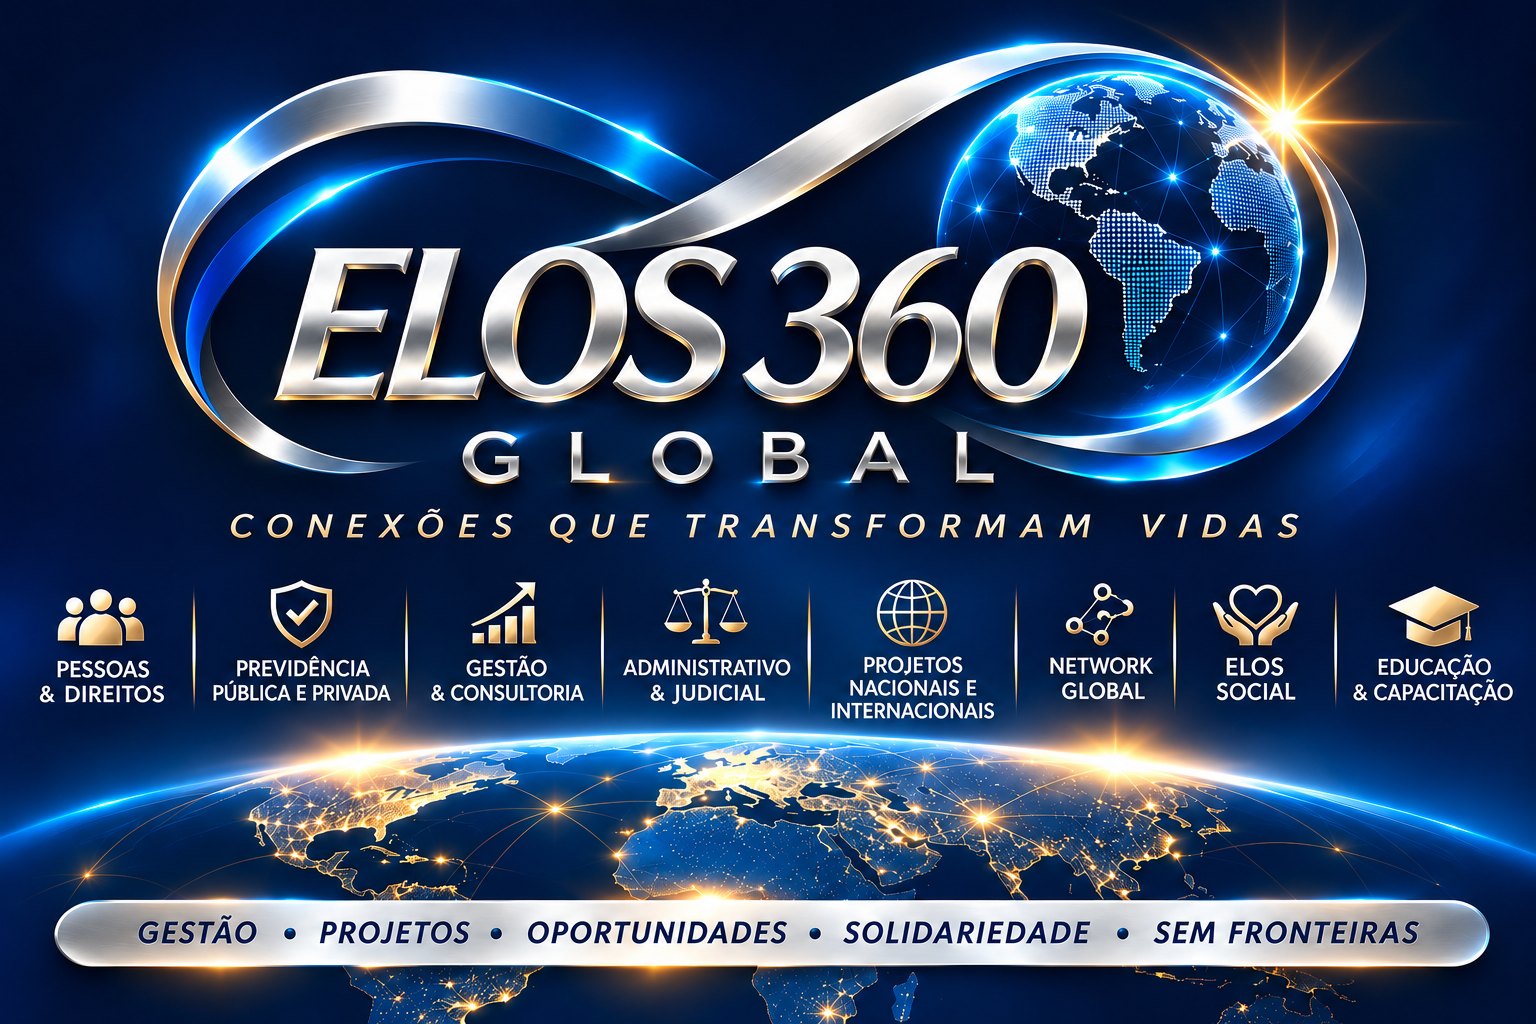 ELOS 360
GLOBAL
CONEXÕES QUE TRANSFORMAM VIDAS
PESSOAS
& DIREITOS
PREVIDÊNCIA
PÚBLICA E PRIVADA
GESTÃO
& CONSULTORIA
ADMINISTRATIVO
& JUDICIAL
PROJETOS
NACIONAIS E
INTERNACIONAIS
NETWORK
GLOBAL
ELOS
SOCIAL
EDUCAÇÃO
& CAPACITAÇÃO
GESTÃO • PROJETOS • OPORTUNIDADES • SOLIDARIEDADE • SEM FRONTEIRAS